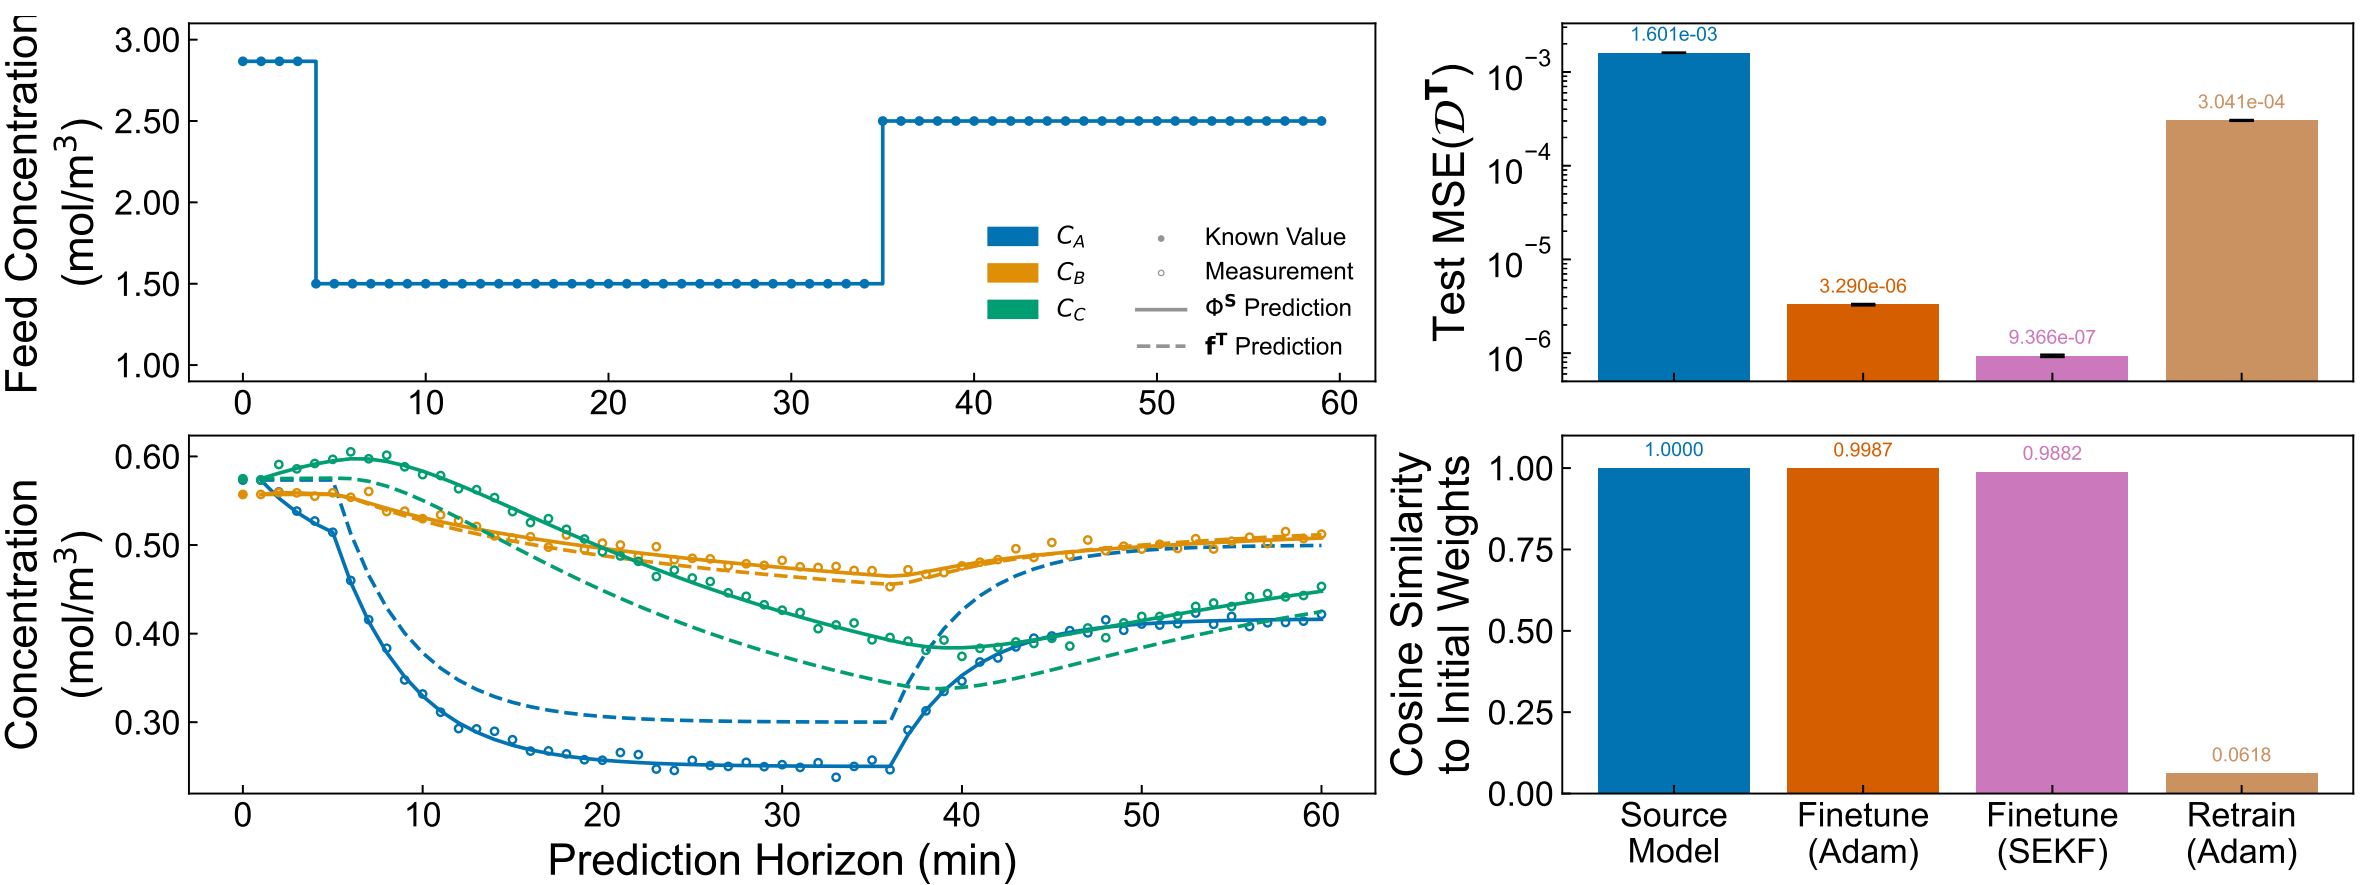 Feed Concentration
(mol/m³)
3.00
2.50
2.00
1.50
1.00
0 10 20 30 40 50 60
C_A
C_B
C_C
Known Value
Measurement
Φ^S Prediction
f^T Prediction
Concentration
(mol/m³)
0.60
0.50
0.40
0.30
0 10 20 30 40 50 60
Prediction Horizon (min)
Test MSE(𝒟^T)
10⁻³
10⁻⁴
10⁻⁵
10⁻⁶
1.601e-03
3.290e-06
9.366e-07
3.041e-04
Cosine Similarity
to Initial Weights
1.00
0.75
0.50
0.25
0.00
1.0000
0.9987
0.9882
0.0618
Source
Model
Finetune
(Adam)
Finetune
(SEKF)
Retrain
(Adam)